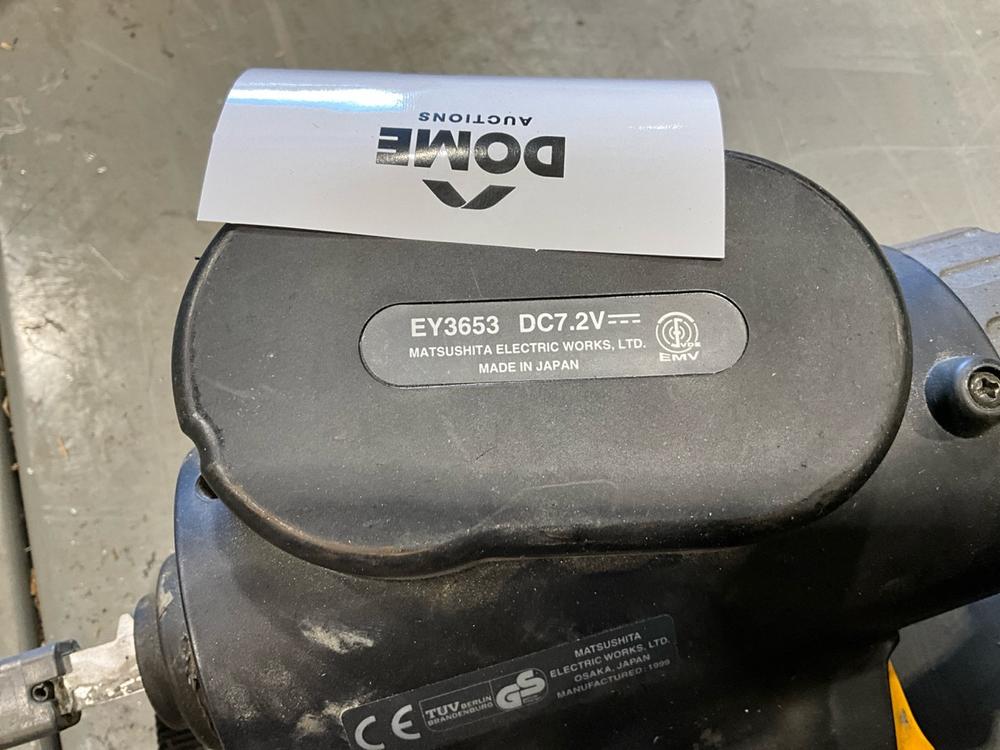 DOME
AUCTIONS
EY3653 DC7.2V
MATSUSHITA ELECTRIC WORKS, LTD.
MADE IN JAPAN
VDE
EMV
CE
TUV BERLIN
BRANDENBURG
GS
MATSUSHITA
ELECTRIC WORKS, LTD.
OSAKA, JAPAN
MANUFACTURED : 1999